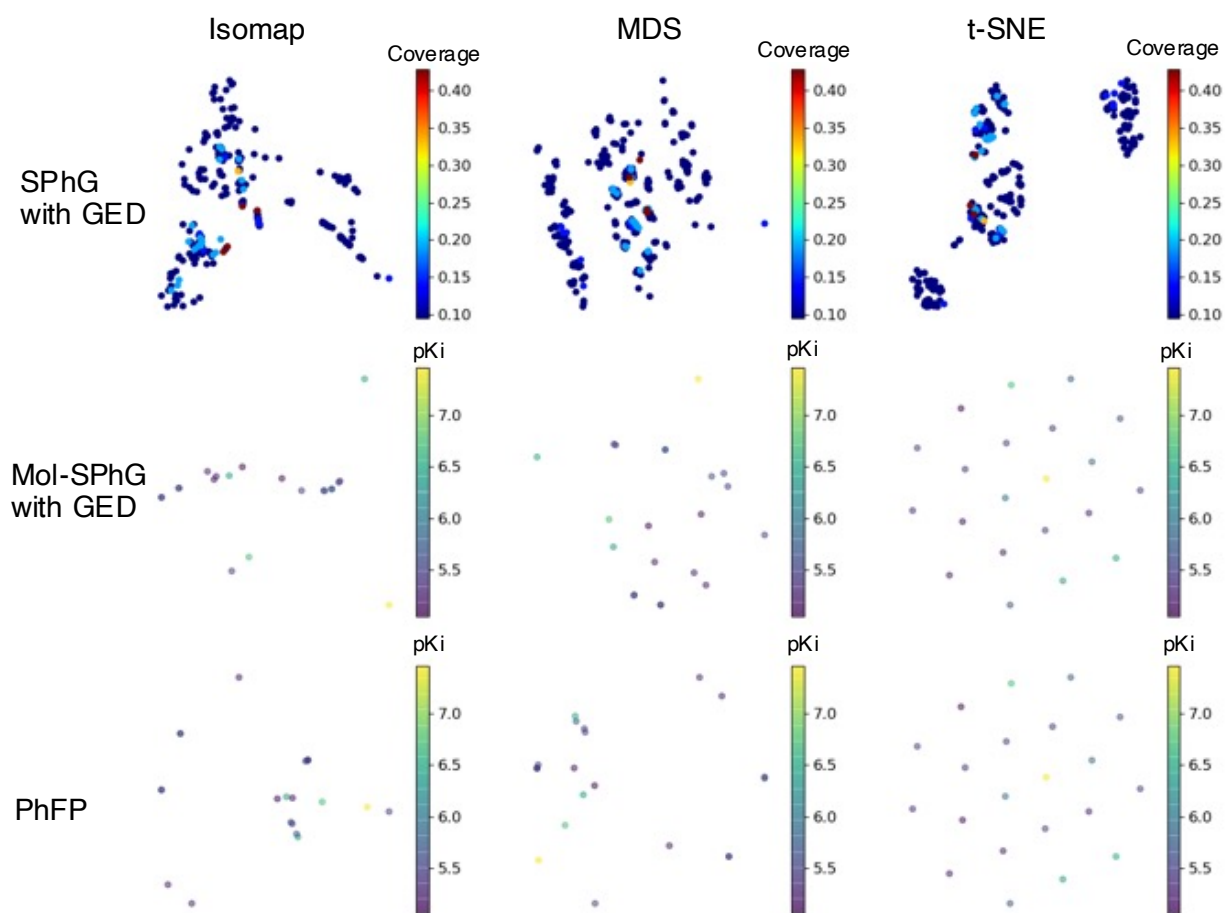 Isomap MDS t-SNE
Coverage Coverage Coverage
SPhG
with GED
0.40 0.40 0.40
0.35 0.35 0.35
0.30 0.30 0.30
0.25 0.25 0.25
0.20 0.20 0.20
0.15 0.15 0.15
0.10 0.10 0.10
pKi pKi pKi
Mol-SPhG
with GED
7.0 7.0 7.0
6.5 6.5 6.5
6.0 6.0 6.0
5.5 5.5 5.5
pKi pKi pKi
PhFP
7.0 7.0 7.0
6.5 6.5 6.5
6.0 6.0 6.0
5.5 5.5 5.5